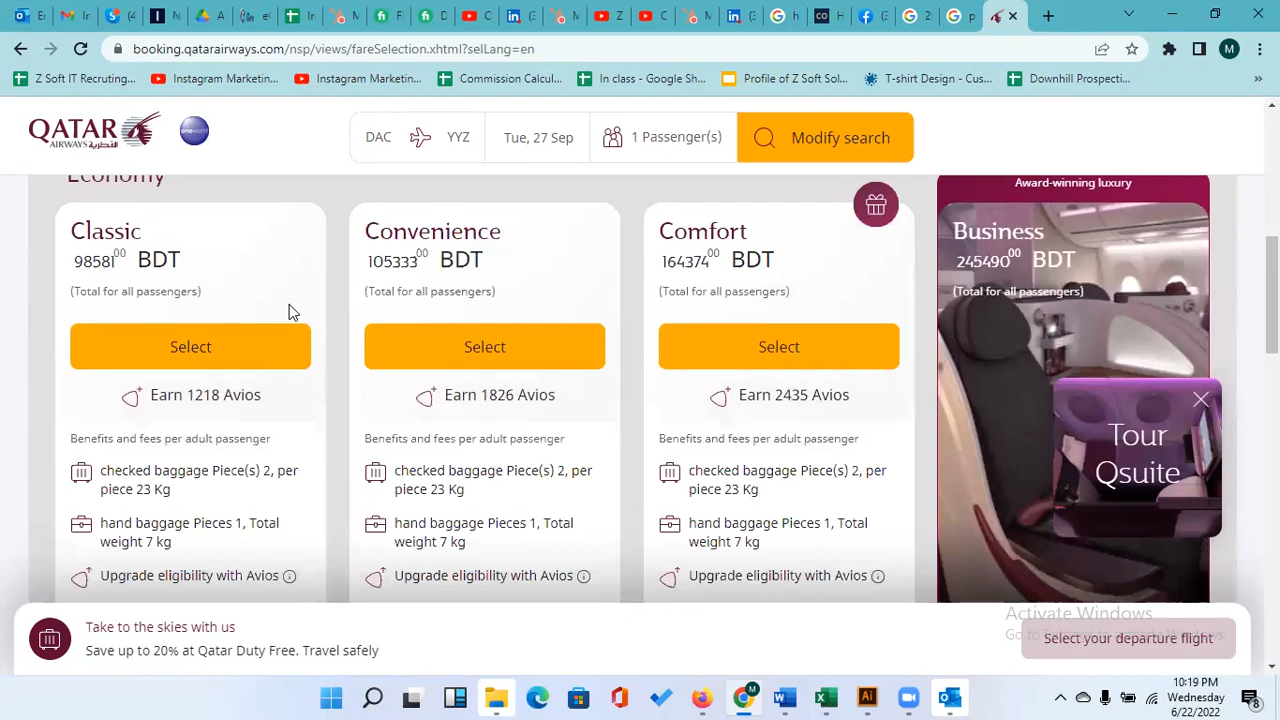 booking.qatarairways.com/nsp/views/fareSelection.xhtml?selLang=en
Z Soft IT Recruting...
Instagram Marketin...
Instagram Marketin...
Commission Calcul...
In class - Google Sh...
Profile of Z Soft Sol...
T-shirt Design - Cus...
Downhill Prospecti...
QATAR
AIRWAYS القطرية
oneworld
DAC
YYZ
Tue, 27 Sep
1 Passenger(s)
Modify search
Economy
Award-winning luxury
Classic
98581.00 BDT
(Total for all passengers)
Select
Earn 1218 Avios
Benefits and fees per adult passenger
checked baggage Piece(s) 2, per
piece 23 Kg
hand baggage Pieces 1, Total
weight 7 kg
Upgrade eligibility with Avios
Convenience
105333.00 BDT
(Total for all passengers)
Select
Earn 1826 Avios
Benefits and fees per adult passenger
checked baggage Piece(s) 2, per
piece 23 Kg
hand baggage Pieces 1, Total
weight 7 kg
Upgrade eligibility with Avios
Comfort
164374.00 BDT
(Total for all passengers)
Select
Earn 2435 Avios
Benefits and fees per adult passenger
checked baggage Piece(s) 2, per
piece 23 Kg
hand baggage Pieces 1, Total
weight 7 kg
Upgrade eligibility with Avios
Business
245490.00 BDT
(Total for all passengers)
Tour
Qsuite
Take to the skies with us
Save up to 20% at Qatar Duty Free. Travel safely
Activate Windows
Select your departure flight
10:19 PM
Wednesday
6/22/2022
8